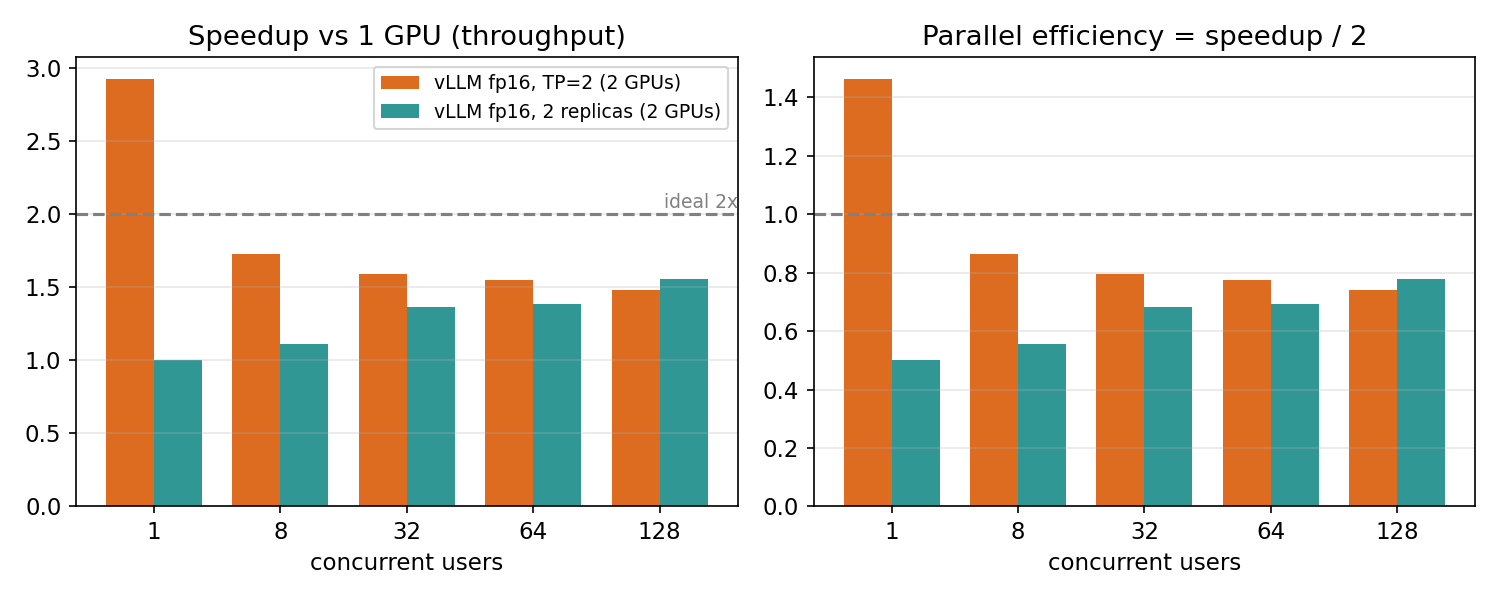 Speedup vs 1 GPU (throughput)
3.0
2.5
2.0
1.5
1.0
0.5
0.0
vLLM fp16, TP=2 (2 GPUs)
vLLM fp16, 2 replicas (2 GPUs)
ideal 2x
1 8 32 64 128
concurrent users
Parallel efficiency = speedup / 2
1.4
1.2
1.0
0.8
0.6
0.4
0.2
0.0
1 8 32 64 128
concurrent users